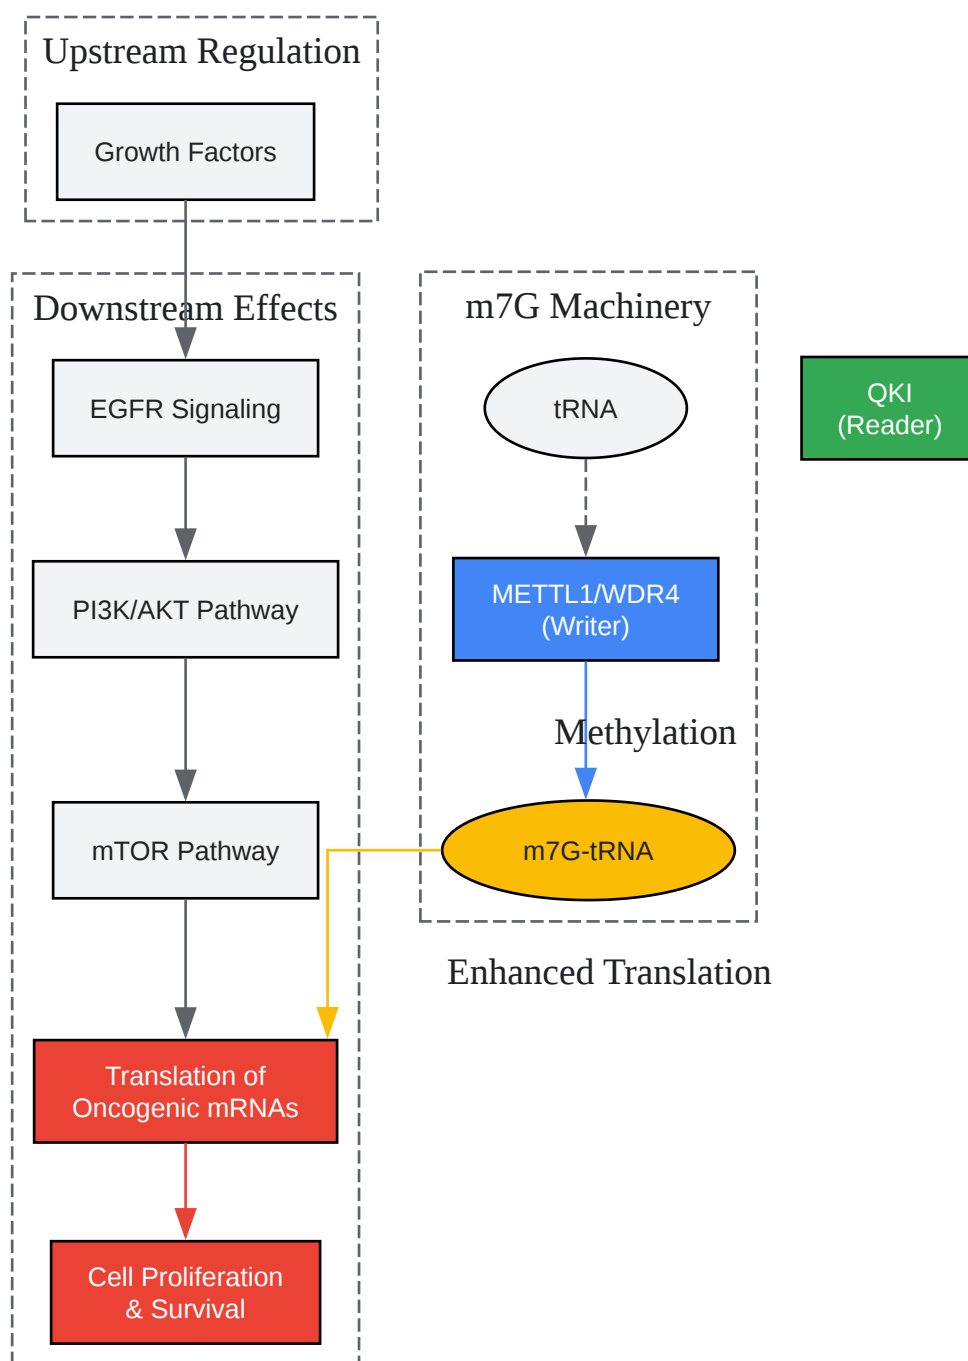 Upstream Regulation
Growth Factors
Downstream Effects
EGFR Signaling
PI3K/AKT Pathway
mTOR Pathway
Translation of
Oncogenic mRNAs
Cell Proliferation
& Survival
m7G Machinery
tRNA
METTL1/WDR4
(Writer)
Methylation
m7G-tRNA
Enhanced Translation
QKI
(Reader)